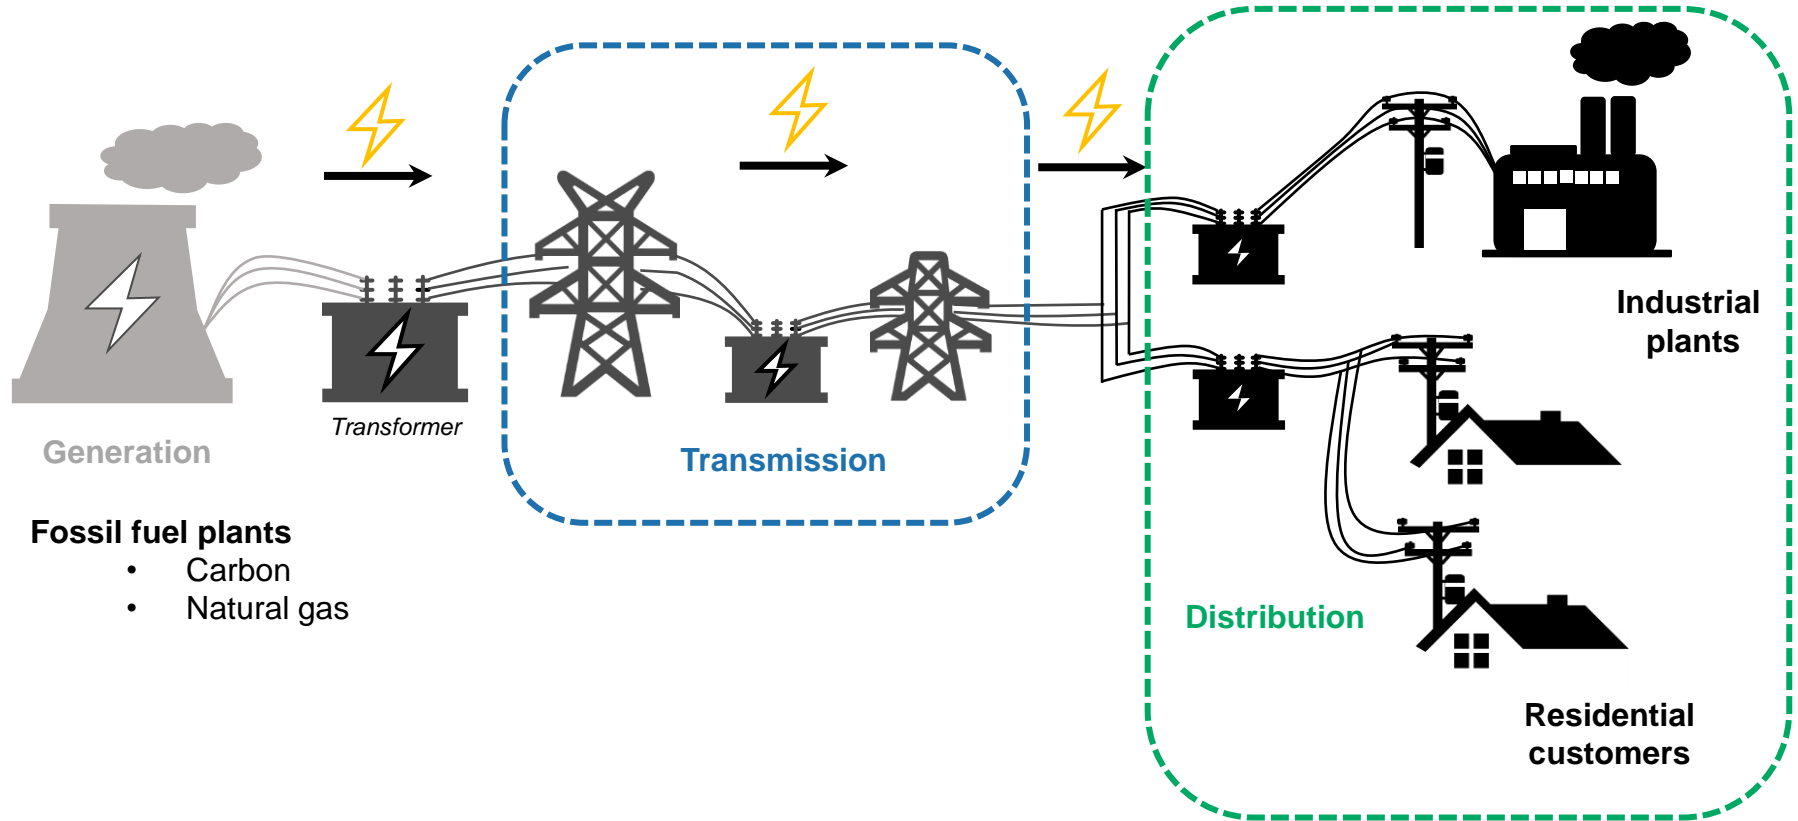 Generation
Fossil fuel plants
• Carbon
• Natural gas
Transformer
Transmission
Distribution
Industrial
plants
Residential
customers